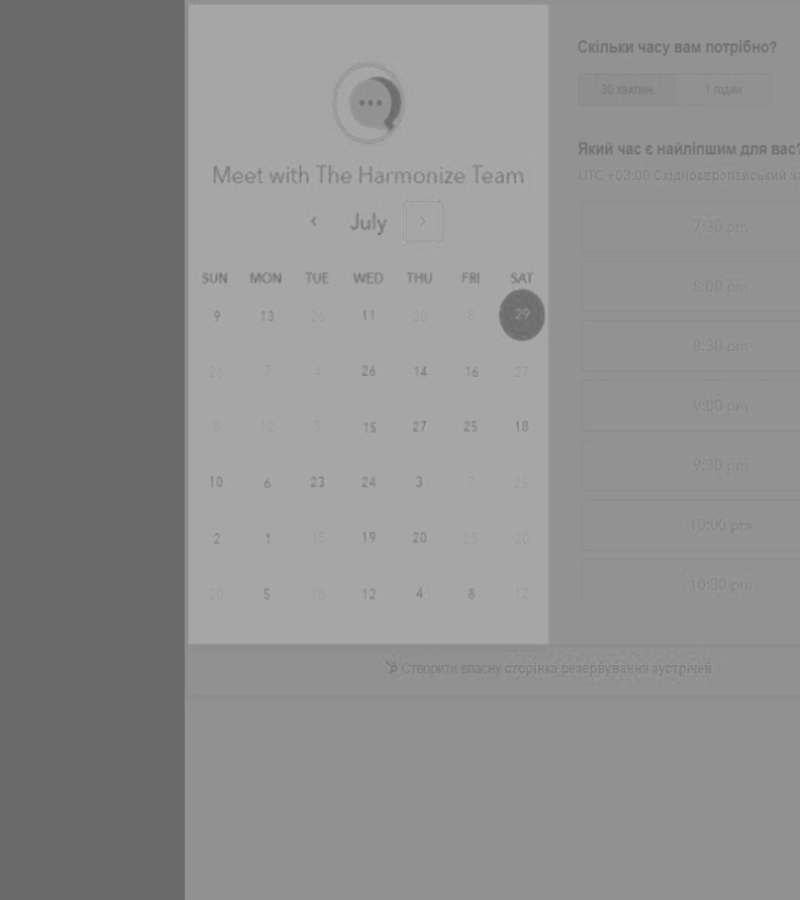 Meet with The Harmonize Team
July
SUN MON TUE WED THU FRI SAT
9 13 26 11 20 8 29
26 7 4 26 14 16 27
8 12 5 15 27 25 18
10 6 23 24 3 7 25
2 1 15 19 20 25 20
20 5 18 12 4 6 12
Скільки часу вам потрібно?
30 хвилин 1 годин
Який час є найліпшим для вас?
UTC +03:00 Східноєвропейський
7:30 pm
8:00 pm
8:30 pm
9:00 pm
9:30 pm
10:00 pm
10:30 pm
Створити власну сторінка резервування зустрічей